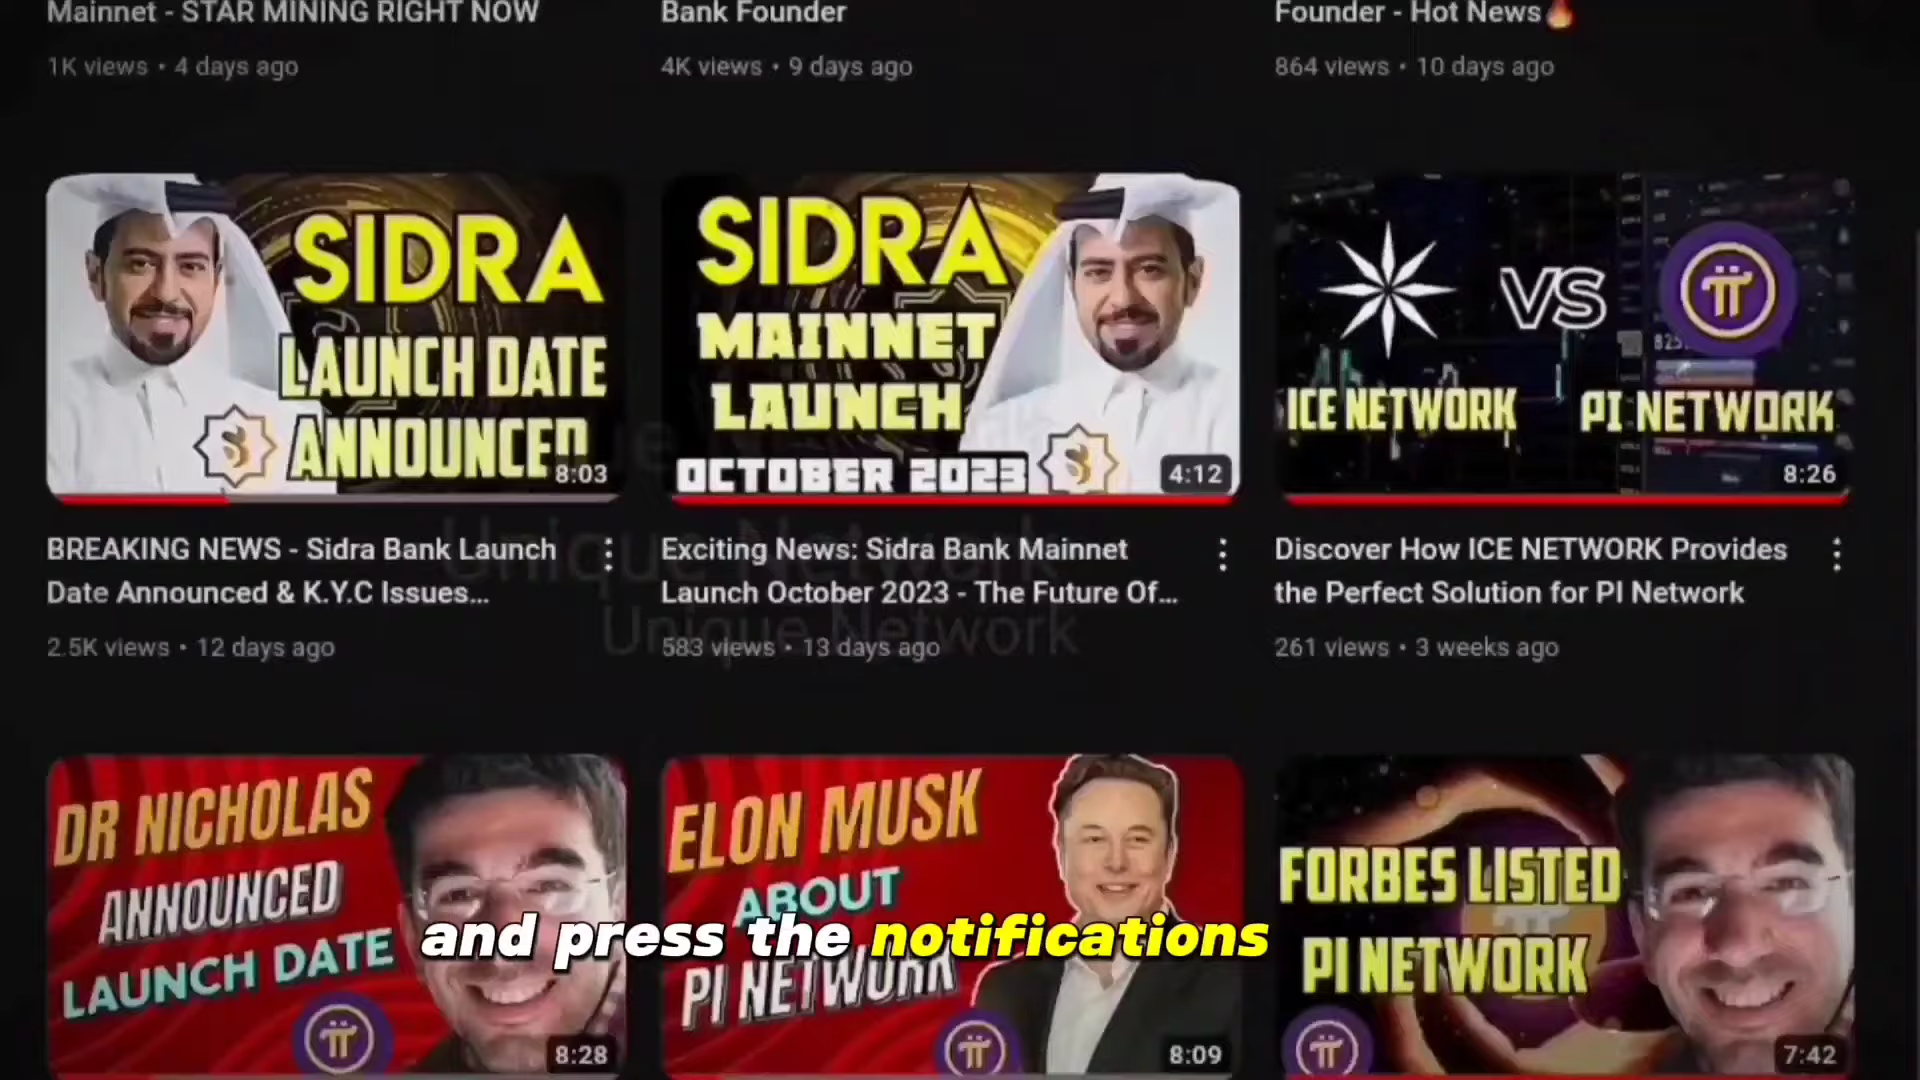 Mainnet - STAR MINING RIGHT NOW
1K views • 4 days ago
Bank Founder
4K views • 9 days ago
Founder - Hot News🔥
864 views • 10 days ago
SIDRA
LAUNCH DATE
ANNOUNCED
8:03
BREAKING NEWS - Sidra Bank Launch
Date Announced & K.Y.C Issues...
2.5K views • 12 days ago
SIDRA
MAINNET
LAUNCH
OCTOBER 2023
4:12
Exciting News: Sidra Bank Mainnet
Launch October 2023 - The Future Of...
583 views • 13 days ago
VS
ICE NETWORK PI NETWORK
8:26
Discover How ICE NETWORK Provides
the Perfect Solution for PI Network
261 views • 3 weeks ago
Unique Network
Unique Network
DR NICHOLAS
ANNOUNCED
LAUNCH DATE
8:28
ELON MUSK
ABOUT
PI NETWORK
8:09
FORBES LISTED
PI NETWORK
7:42
and press the notifications